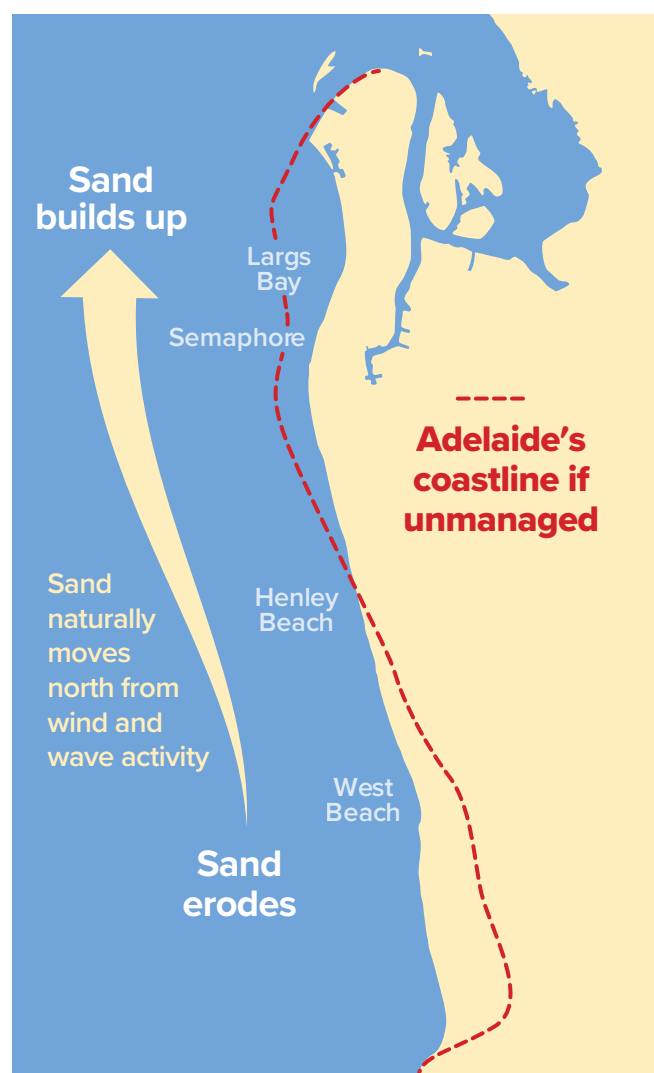 Sand
builds up
Largs
Bay
Semaphore
Adelaide's
coastline if
unmanaged
Henley
Beach
Sand
naturally
moves
north from
wind and
wave activity
West
Beach
Sand
erodes